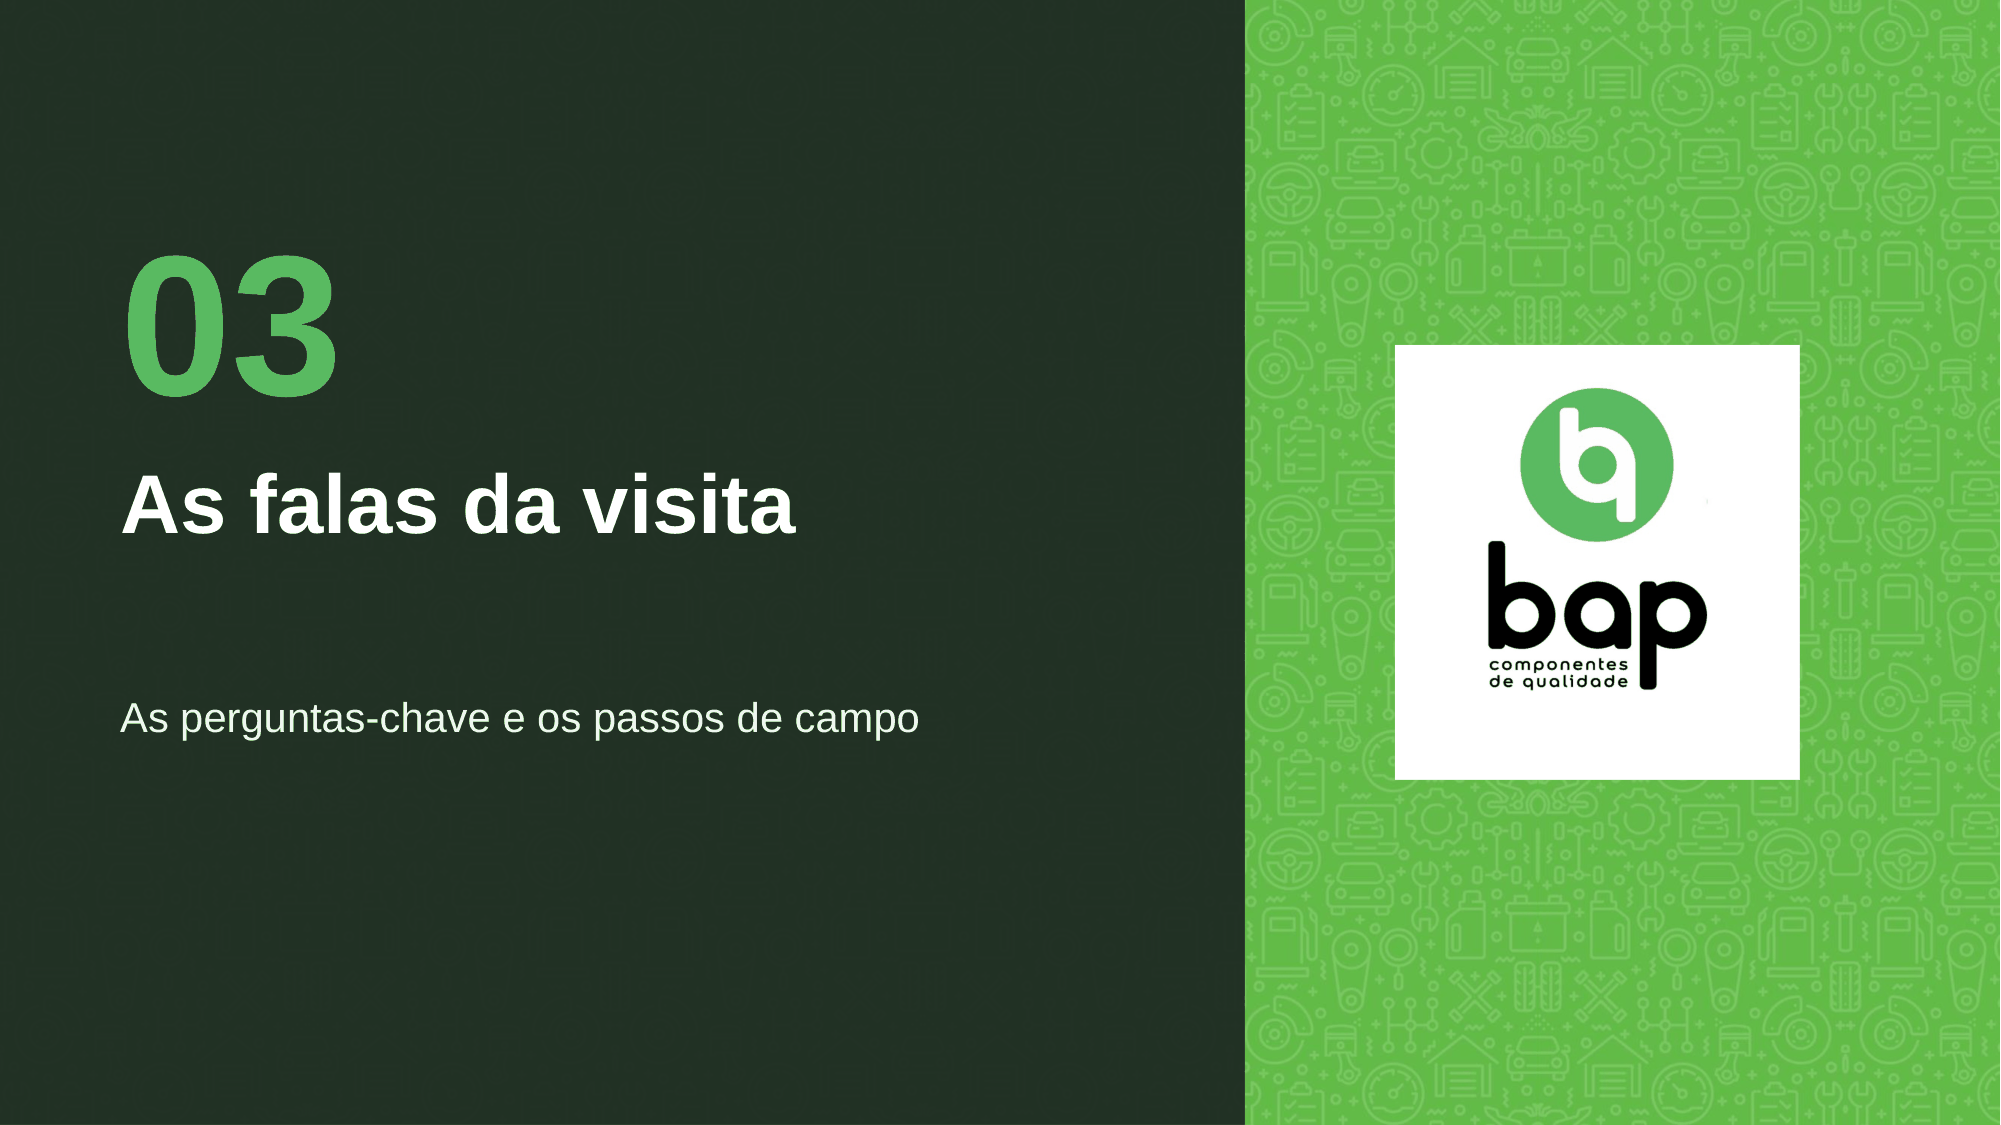 03
As falas da visita
As perguntas-chave e os passos de campo
bap
componentes
de qualidade